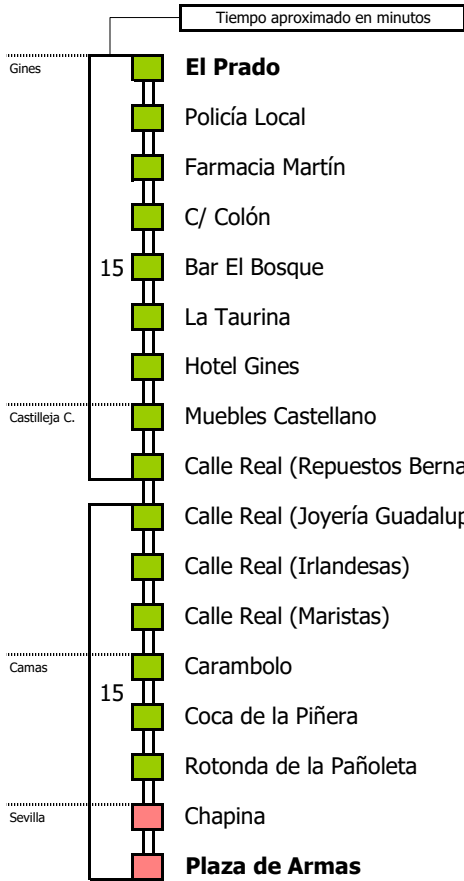 Tiempo aproximado en minutos
Gines
El Prado
Policía Local
Farmacia Martín
C/ Colón
15
Bar El Bosque
La Taurina
Hotel Gines
Castilleja C.
Muebles Castellano
Calle Real (Repuestos Berna
Calle Real (Joyería Guadalup
Calle Real (Irlandesas)
Calle Real (Maristas)
Camas
Carambolo
15
Coca de la Piñera
Rotonda de la Pañoleta
Sevilla
Chapina
Plaza de Armas